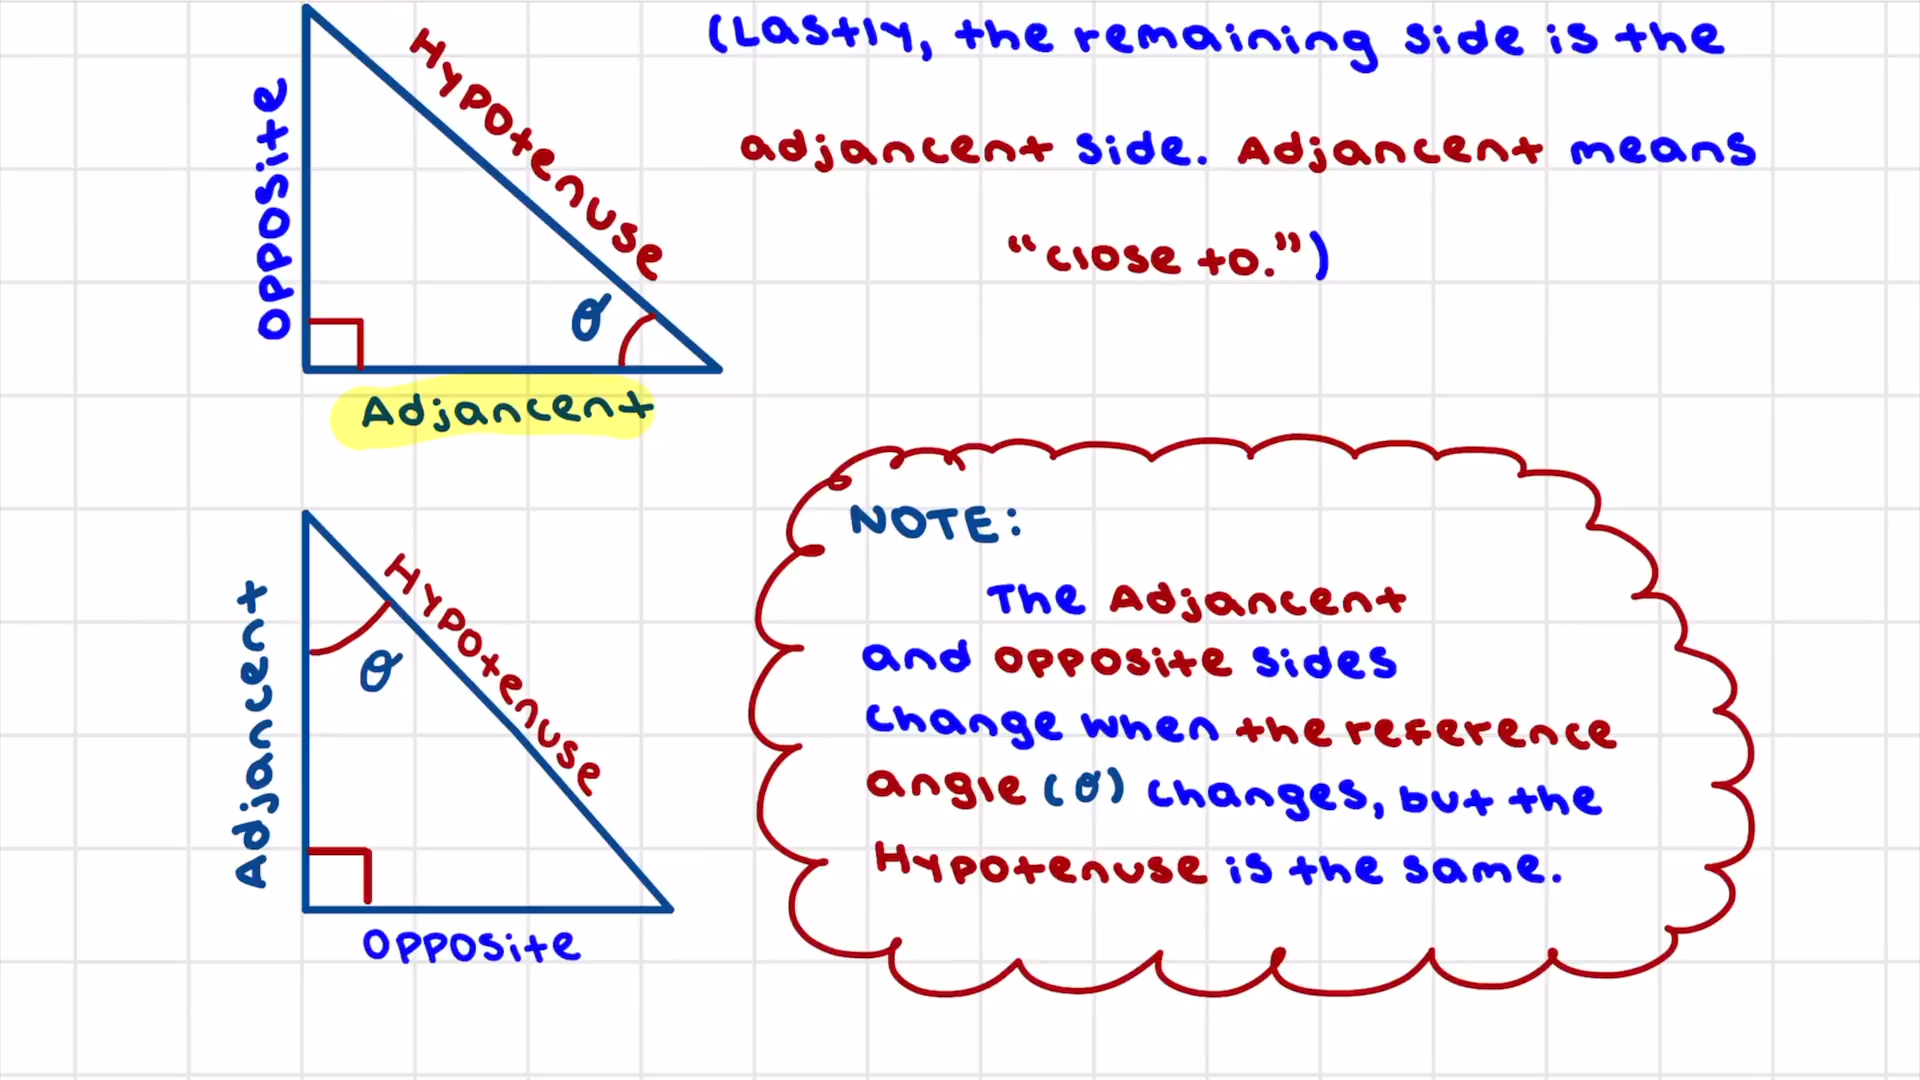 (Lastly, the remaining side is the
adjancent side. Adjancent means
“close to.”)
Opposite
Hypotenuse
θ
Adjancent
Adjancent
Hypotenuse
θ
Opposite
NOTE:
The Adjancent
and opposite sides
change when the reference
angle (θ) changes, but the
Hypotenuse is the same.